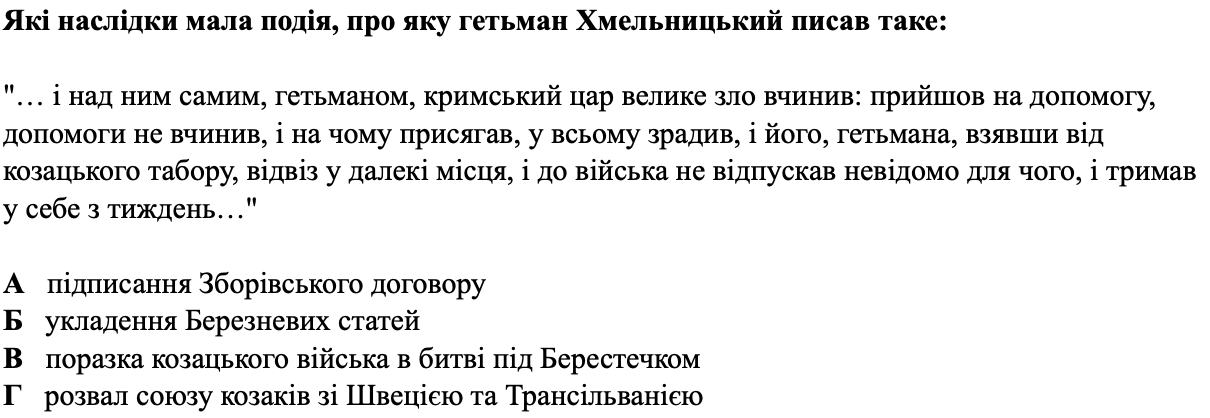 Які наслідки мала подія, про яку гетьман Хмельницький писав таке:
"… і над ним самим, гетьманом, кримський цар велике зло вчинив: прийшов на допомогу,
допомоги не вчинив, і на чому присягав, у всьому зрадив, і його, гетьмана, взявши від
козацького табору, відвіз у далекі місця, і до війська не відпускав невідомо для чого, і тримав
у себе з тиждень…"
А підписання Зборівського договору
Б укладення Березневих статей
В поразка козацького війська в битві під Берестечком
Г розвал союзу козаків зі Швецією та Трансільванією